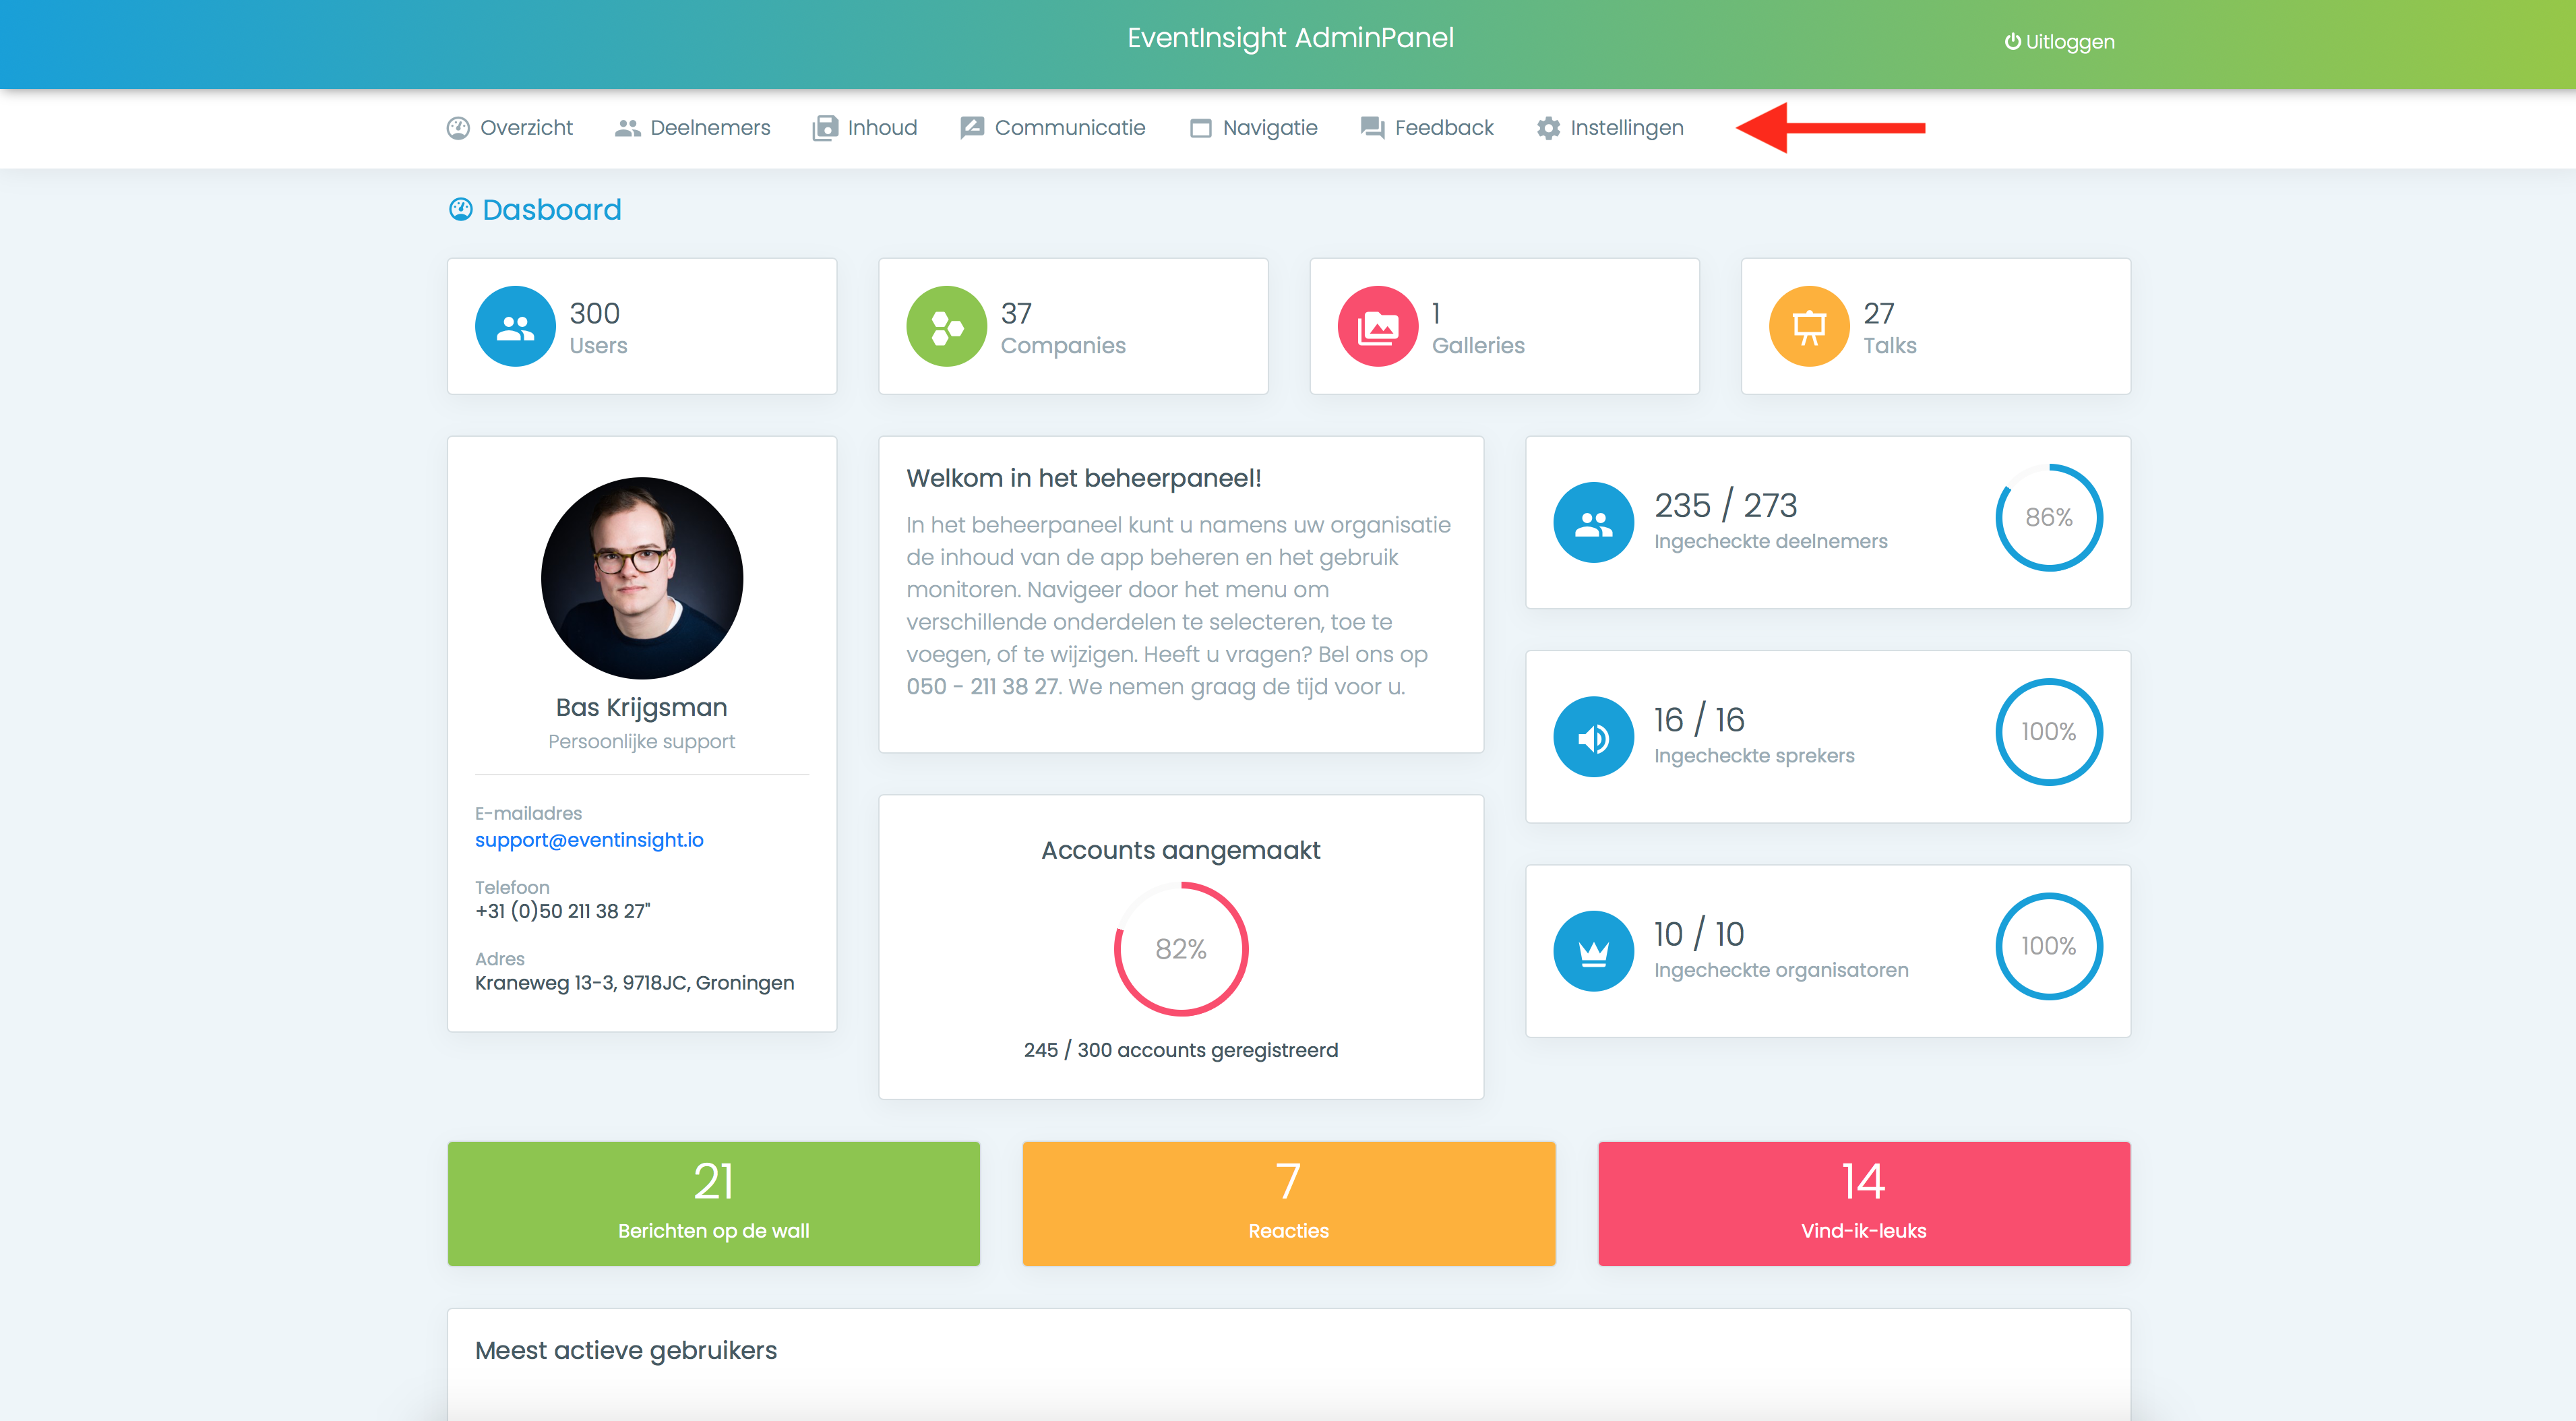 EventInsight AdminPanel
Uitloggen
Overzicht
Deelnemers
Inhoud
Communicatie
Navigatie
Feedback
Instellingen
Dasboard
300
Users
37
Companies
1
Galleries
27
Talks
Bas Krijgsman
Persoonlijke support
E-mailadres
support@eventinsight.io
Telefoon
+31 (0)50 211 38 27"
Adres
Kraneweg 13-3, 9718JC, Groningen
Welkom in het beheerpaneel!
In het beheerpaneel kunt u namens uw organisatie
de inhoud van de app beheren en het gebruik
monitoren. Navigeer door het menu om
verschillende onderdelen te selecteren, toe te
voegen, of te wijzigen. Heeft u vragen? Bel ons op
050 - 211 38 27. We nemen graag de tijd voor u.
Accounts aangemaakt
82%
245 / 300 accounts geregistreerd
235 / 273
Ingecheckte deelnemers
86%
16 / 16
Ingecheckte sprekers
100%
10 / 10
Ingecheckte organisatoren
100%
21
Berichten op de wall
7
Reacties
14
Vind-ik-leuks
Meest actieve gebruikers